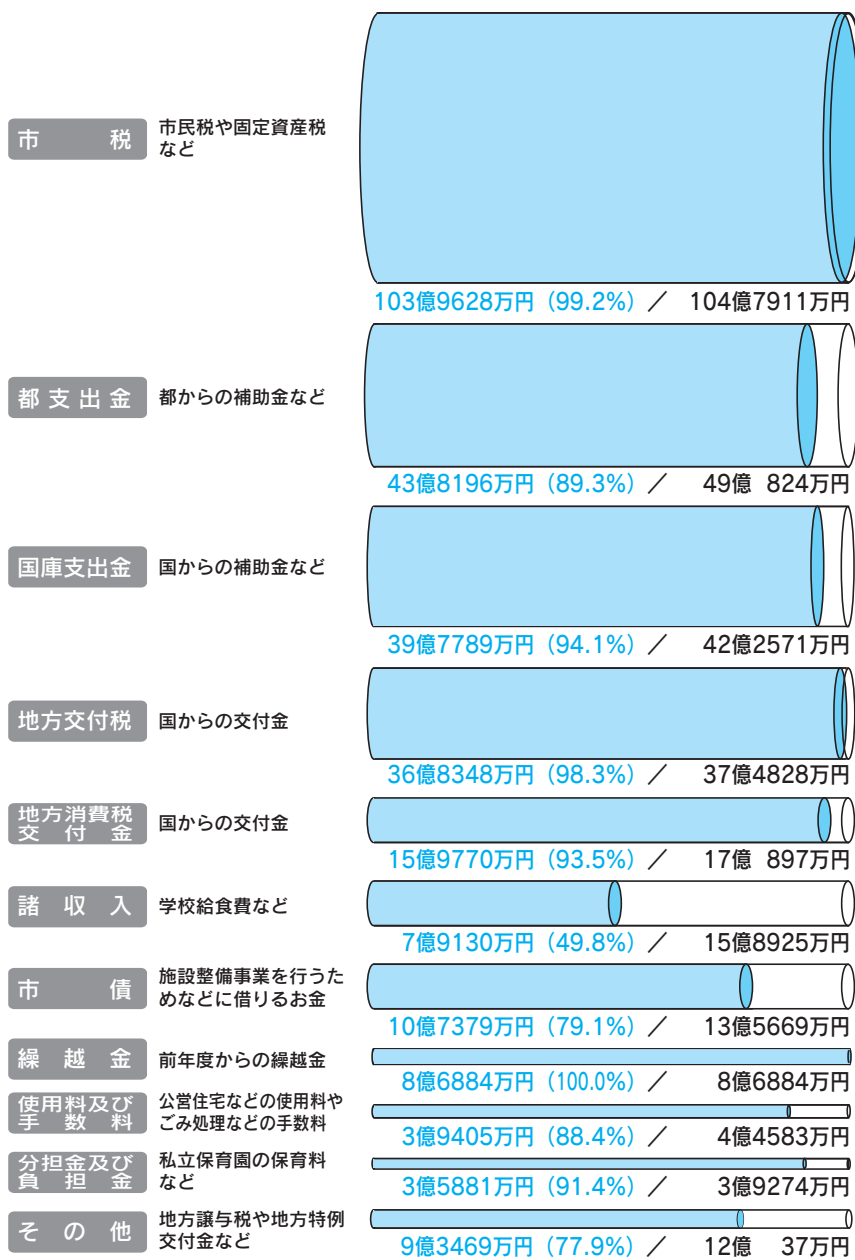 市税
市民税や固定資産税
など
103億9628万円（99.2%）／ 104億7911万円
都支出金
都からの補助金など
43億8196万円（89.3%）／ 49億 824万円
国庫支出金
国からの補助金など
39億7789万円（94.1%）／ 42億2571万円
地方交付税
国からの交付金
36億8348万円（98.3%）／ 37億4828万円
地方消費税
交付金
国からの交付金
15億9770万円（93.5%）／ 17億 897万円
諸収入
学校給食費など
7億9130万円（49.8%）／ 15億8925万円
市債
施設整備事業を行うた
めなどに借りるお金
10億7379万円（79.1%）／ 13億5669万円
繰越金
前年度からの繰越金
8億6884万円（100.0%）／ 8億6884万円
使用料及び
手数料
公営住宅などの使用料や
ごみ処理などの手数料
3億9405万円（88.4%）／ 4億4583万円
分担金及び
負担金
私立保育園の保育料
など
3億5881万円（91.4%）／ 3億9274万円
その他
地方譲与税や地方特例
交付金など
9億3469万円（77.9%）／ 12億 37万円